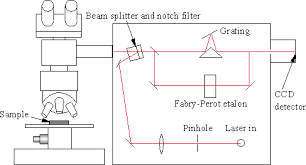 Beam splitter and notch filter
Grating
Fabry-Perot etalon
CCD
detector
Sample
Pinhole
Laser in